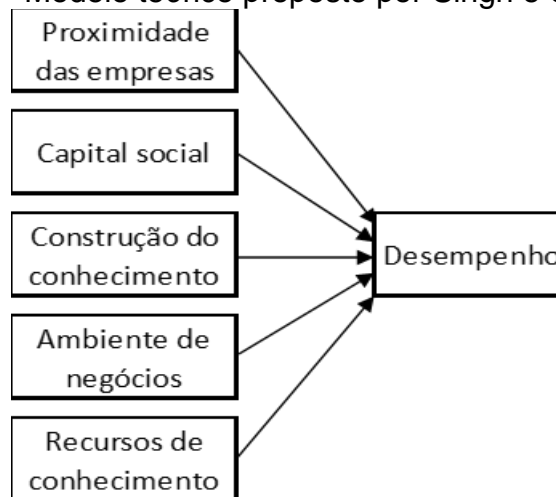 Proximidade
das empresas
Capital social
Construção do
conhecimento
Desempenho
Ambiente de
negócios
Recursos de
conhecimento